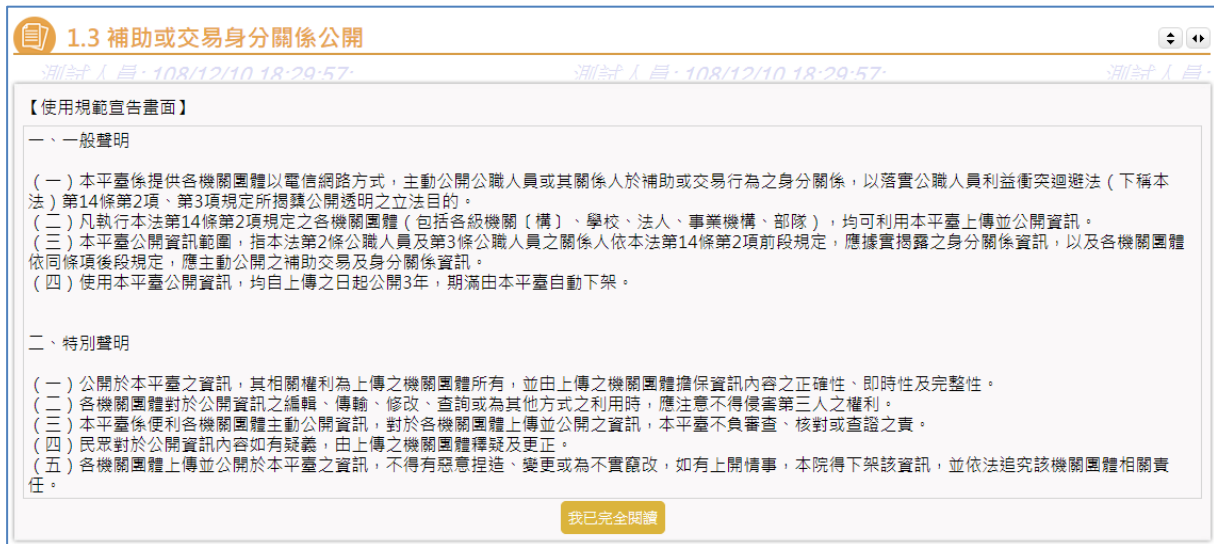 1.3 補助或交易身分關係公開
測試人員: 108/12/10 18:29:57:
測試人員: 108/12/10 18:29:57:
測試人員:
【使用規範宣告畫面】
一、一般聲明
（一）本平臺係提供各機關團體以電信網路方式，主動公開公職人員或其關係人於補助或交易行為之身分關係，以落實公職人員利益衝突迴避法（下稱本
法）第14條第2項、第3項規定所揭櫫公開透明之立法目的。
（二）凡執行本法第14條第2項規定之各機關團體（包括各級機關〔構〕、學校、法人、事業機構、部隊），均可利用本平臺上傳並公開資訊。
（三）本平臺公開資訊範圍，指本法第2條公職人員及第3條公職人員之關係人依本法第14條第2項前段規定，應據實揭露之身分關係資訊，以及各機關團體
依同條項後段規定，應主動公開之補助交易及身分關係資訊。
（四）使用本平臺公開資訊，均自上傳之日起公開3年，期滿由本平臺自動下架。
二、特別聲明
（一）公開於本平臺之資訊，其相關權利為上傳之機關團體所有，並由上傳之機關團體擔保資訊內容之正確性、即時性及完整性。
（二）各機關團體對於公開資訊之編輯、傳輸、修改、查詢或為其他方式之利用時，應注意不得侵害第三人之權利。
（三）本平臺係便利各機關團體主動公開資訊，對於各機關團體上傳並公開之資訊，本平臺不負審查、核對或查證之責。
（四）民眾對於公開資訊內容如有疑義，由上傳之機關團體釋疑及更正。
（五）各機關團體上傳並公開於本平臺之資訊，不得有惡意捏造、變更或為不實竄改，如有上開情事，本院得下架該資訊，並依法追究該機關團體相關責
任。
我已完全閱讀